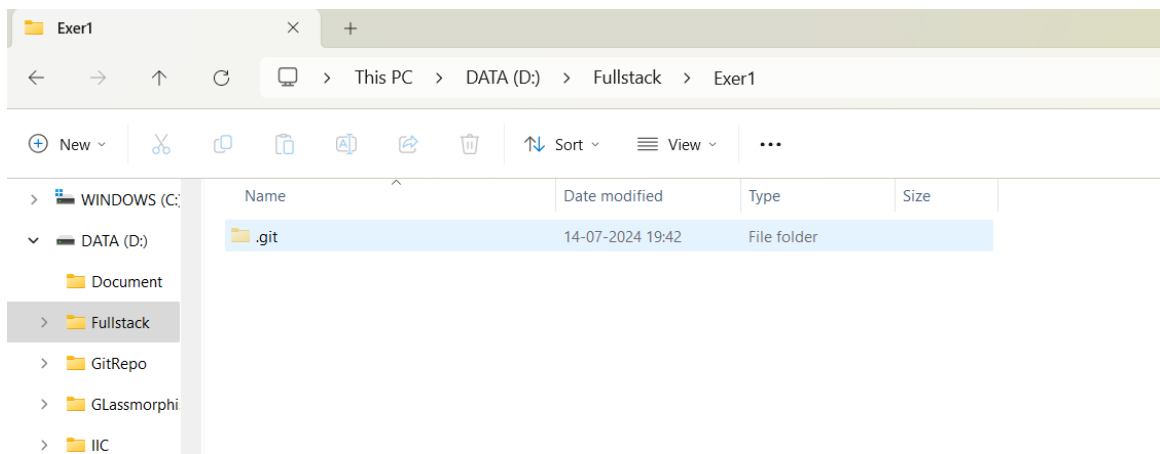 Exer1
This PC > DATA (D:) > Fullstack > Exer1
New Sort View
Name Date modified Type Size
.git 14-07-2024 19:42 File folder
WINDOWS (C:
DATA (D:)
Document
Fullstack
GitRepo
GLassmorphi
IIC